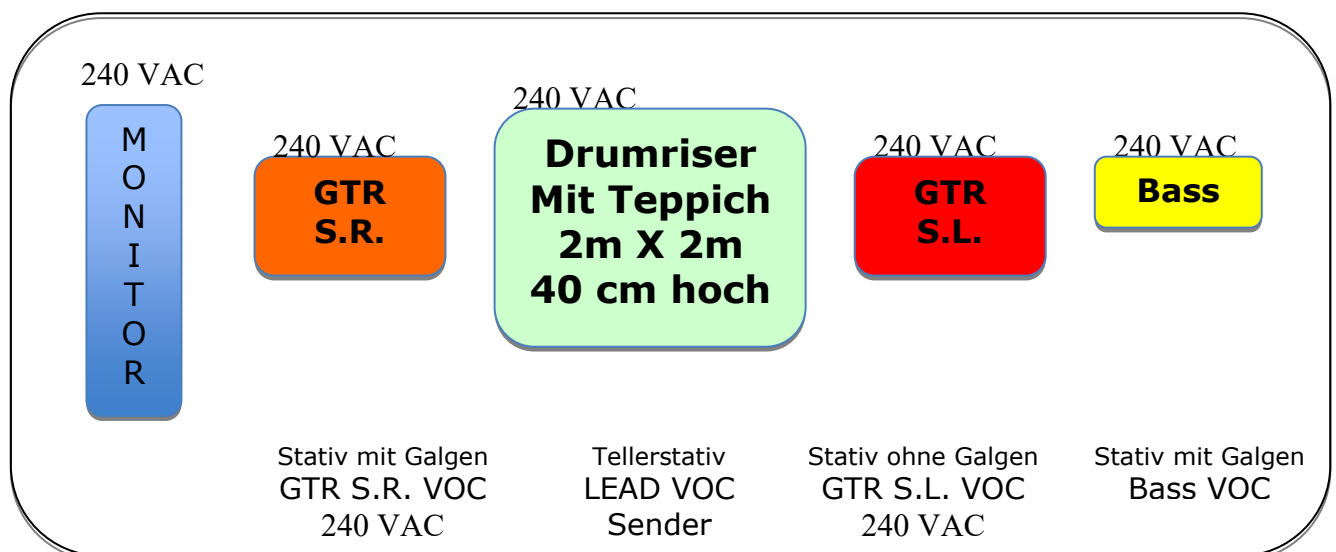 240 VAC
M
O
N
I
T
O
R
240 VAC
GTR
S.R.
240 VAC
Drumriser
Mit Teppich
2m X 2m
40 cm hoch
240 VAC
GTR
S.L.
240 VAC
Bass
Stativ mit Galgen
GTR S.R. VOC
240 VAC
Tellerstativ
LEAD VOC
Sender
Stativ ohne Galgen
GTR S.L. VOC
240 VAC
Stativ mit Galgen
Bass VOC